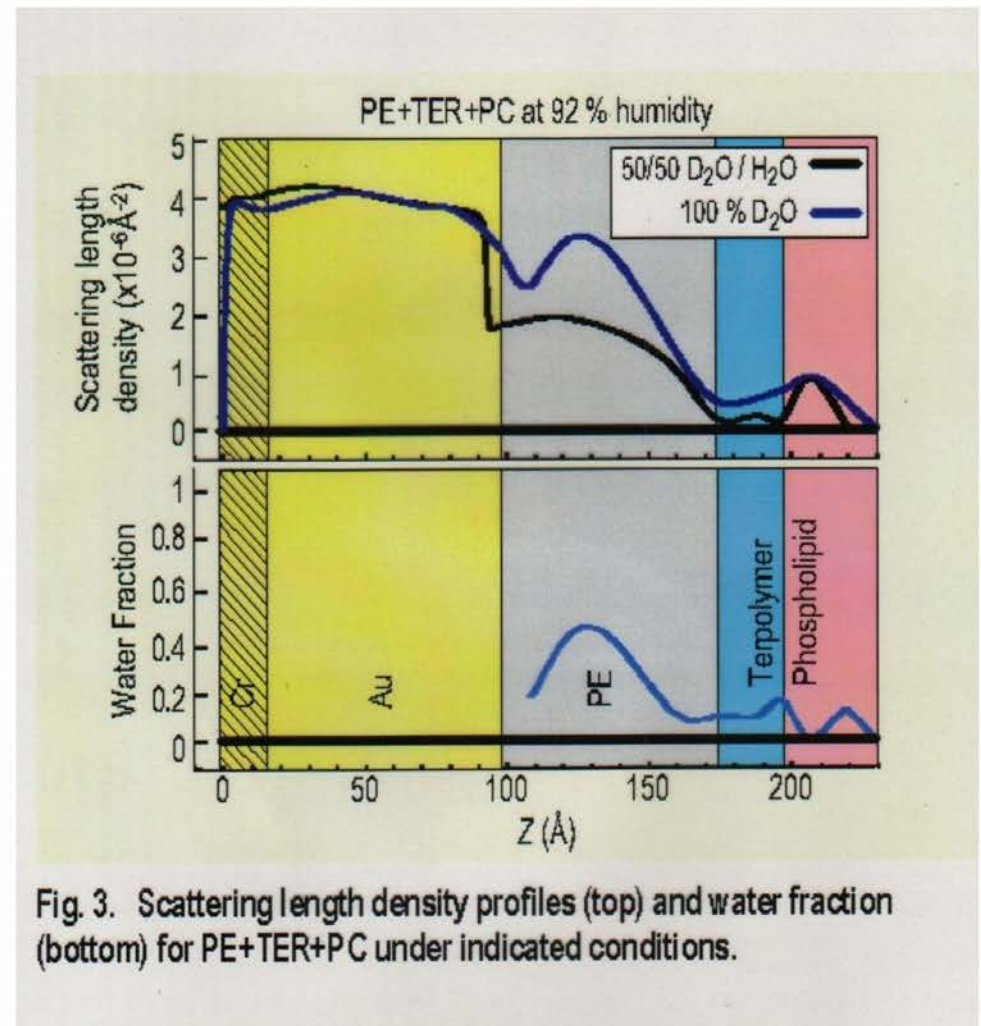 PE+TER+PC at 92 % humidity
5
4
3
2
1
0
Scattering length
density (x10⁻⁶Å⁻²)
50/50 D₂O / H₂O
100 % D₂O
1
0.8
0.6
0.4
0.2
0
Water Fraction
Cr
Au
PE
Terpolymer
Phospholipid
0 50 100 150 200
Z (Å)
Fig. 3. Scattering length density profiles (top) and water fraction
(bottom) for PE+TER+PC under indicated conditions.